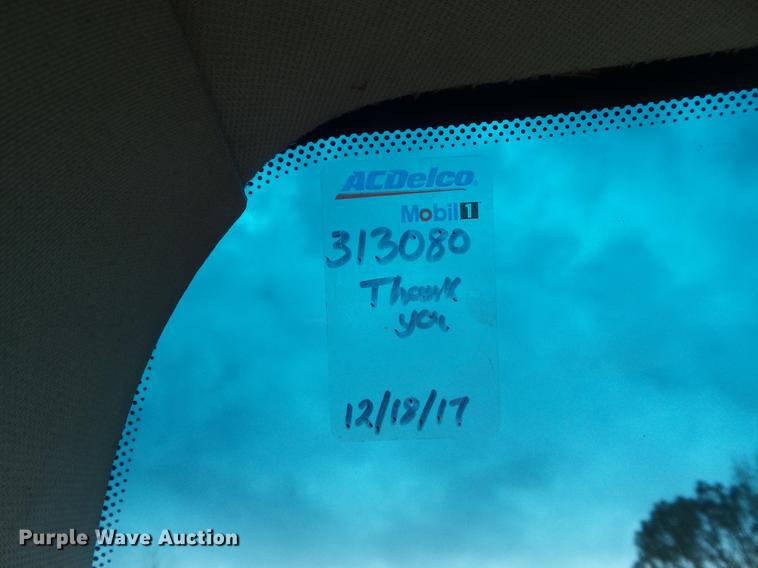 ACDelco
Mobil 1
313080
Thank
you
12/18/17
Purple Wave Auction